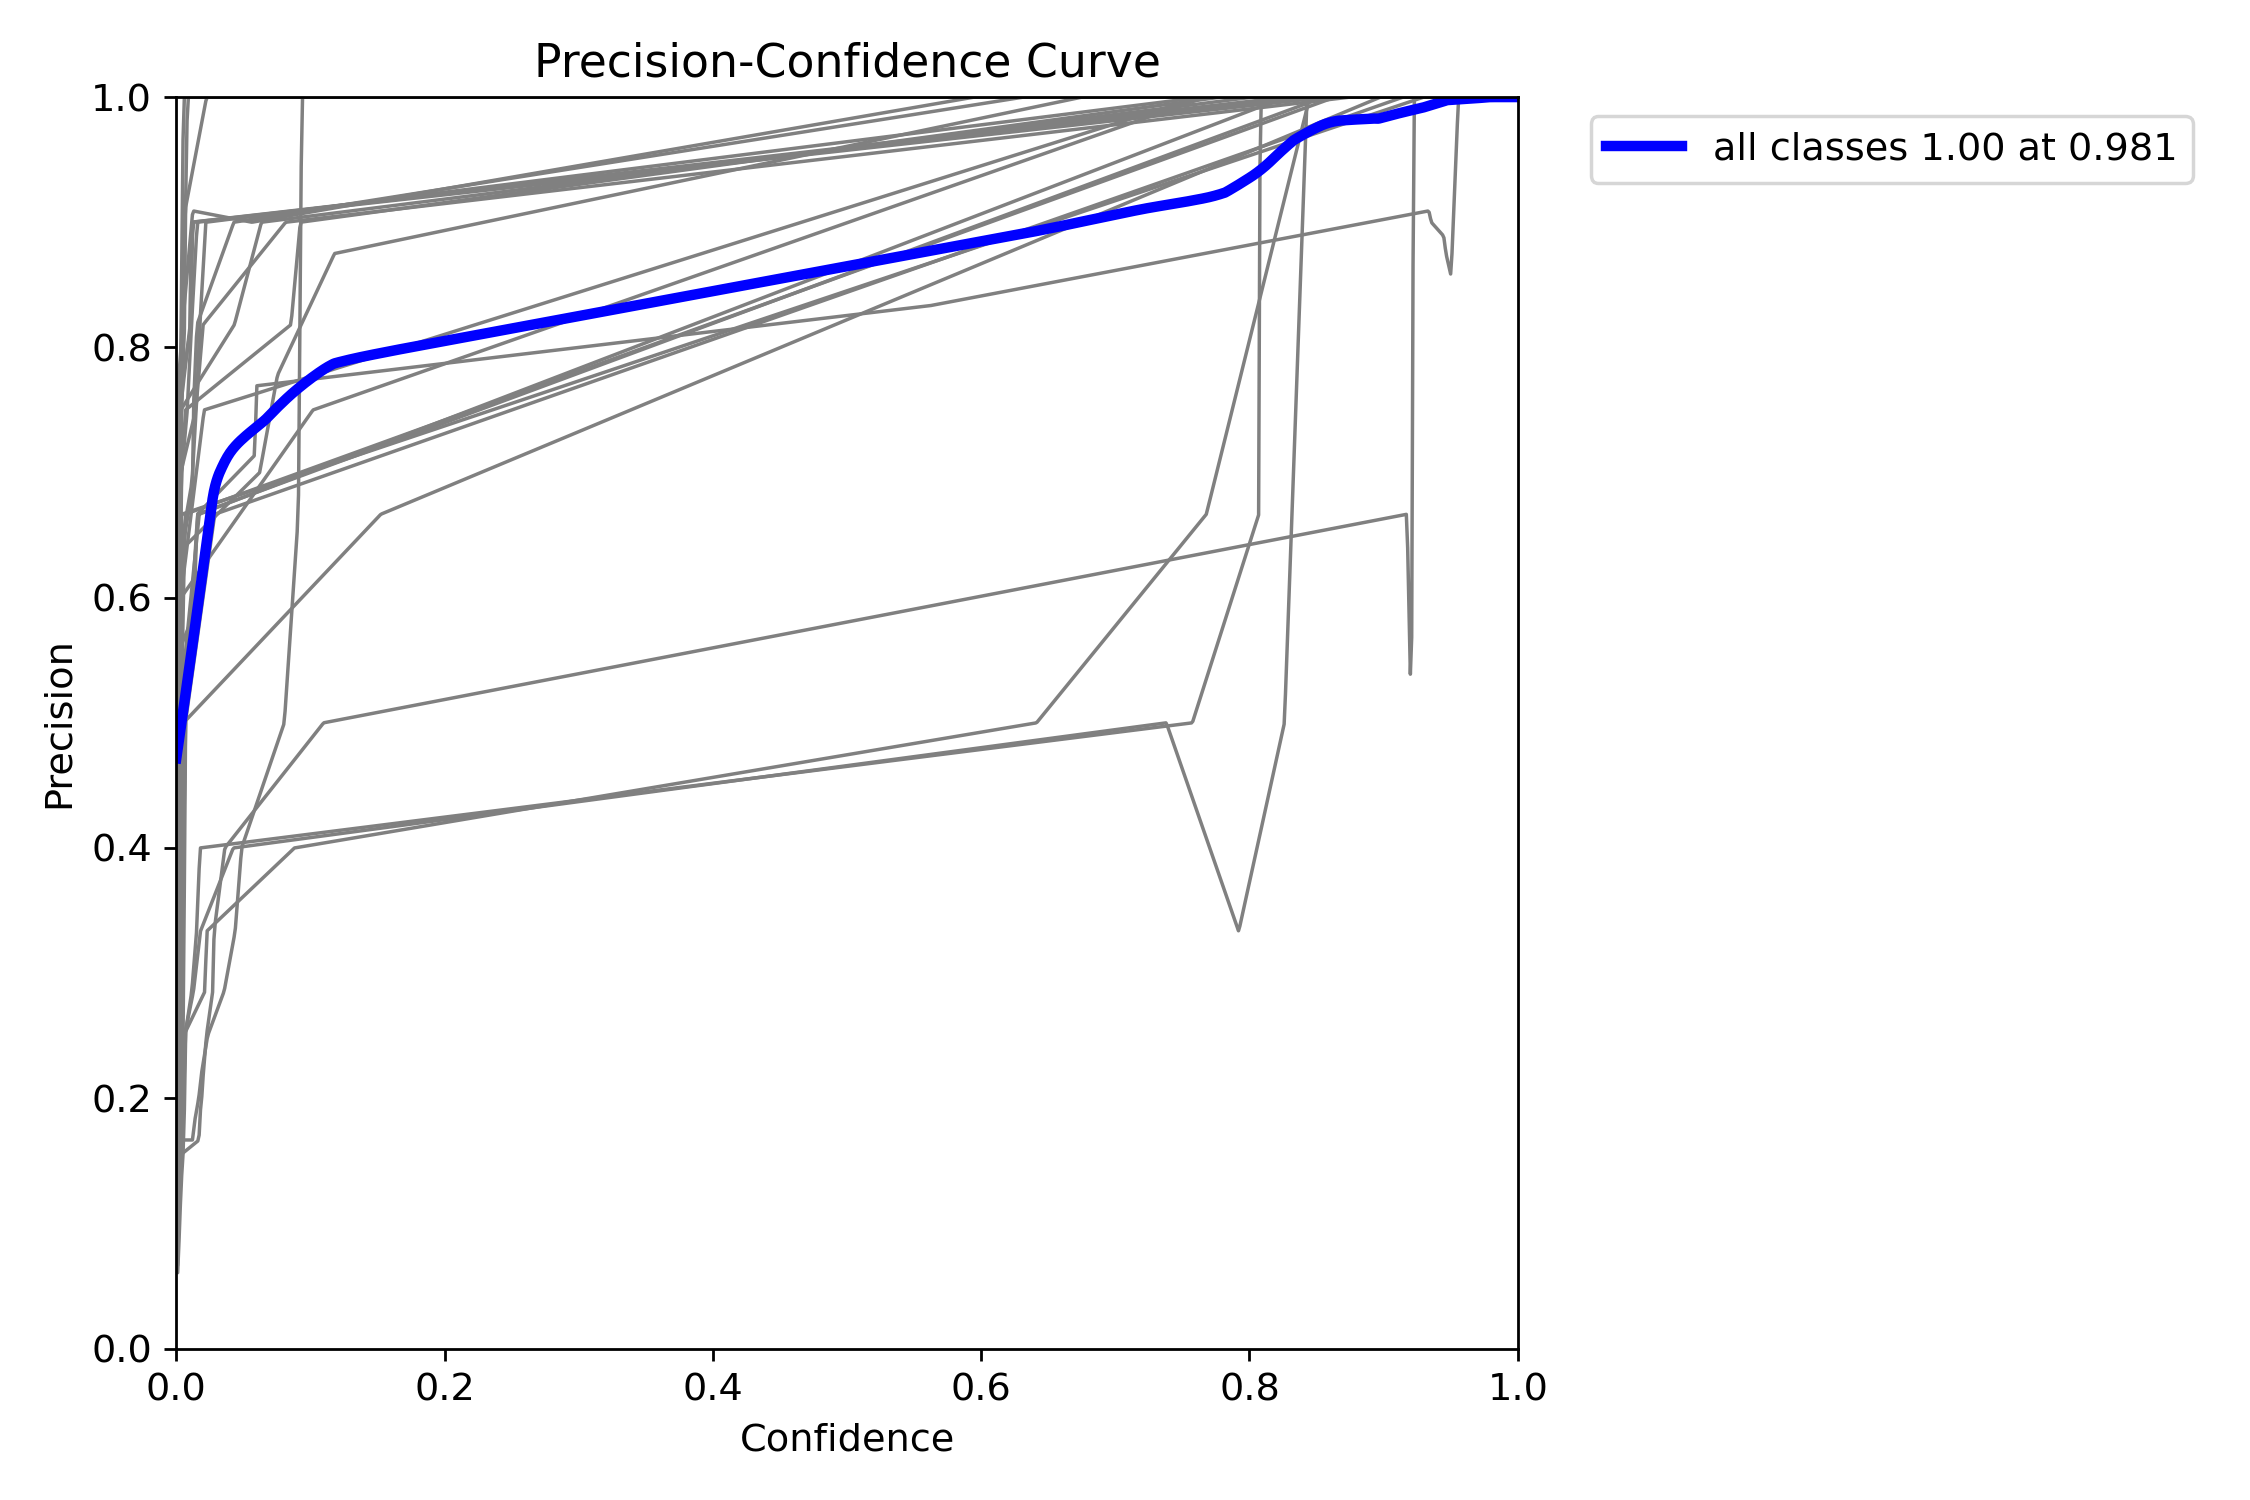 Precision-Confidence Curve
1.0
0.8
0.6
0.4
0.2
0.0
Precision
0.0 0.2 0.4 0.6 0.8 1.0
Confidence
all classes 1.00 at 0.981